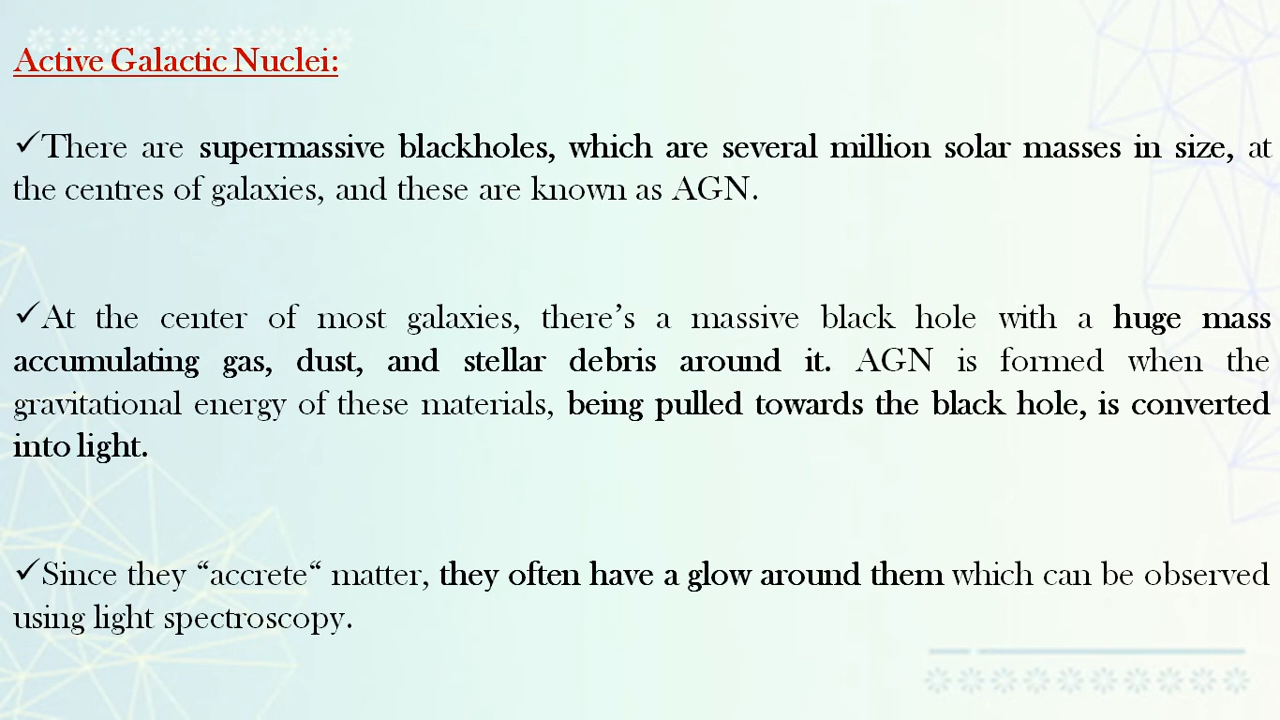 Active Galactic Nuclei:
✓There are supermassive blackholes, which are several million solar masses in size, at
the centres of galaxies, and these are known as AGN.
✓At the center of most galaxies, there’s a massive black hole with a huge mass
accumulating gas, dust, and stellar debris around it. AGN is formed when the
gravitational energy of these materials, being pulled towards the black hole, is converted
into light.
✓Since they “accrete“ matter, they often have a glow around them which can be observed
using light spectroscopy.